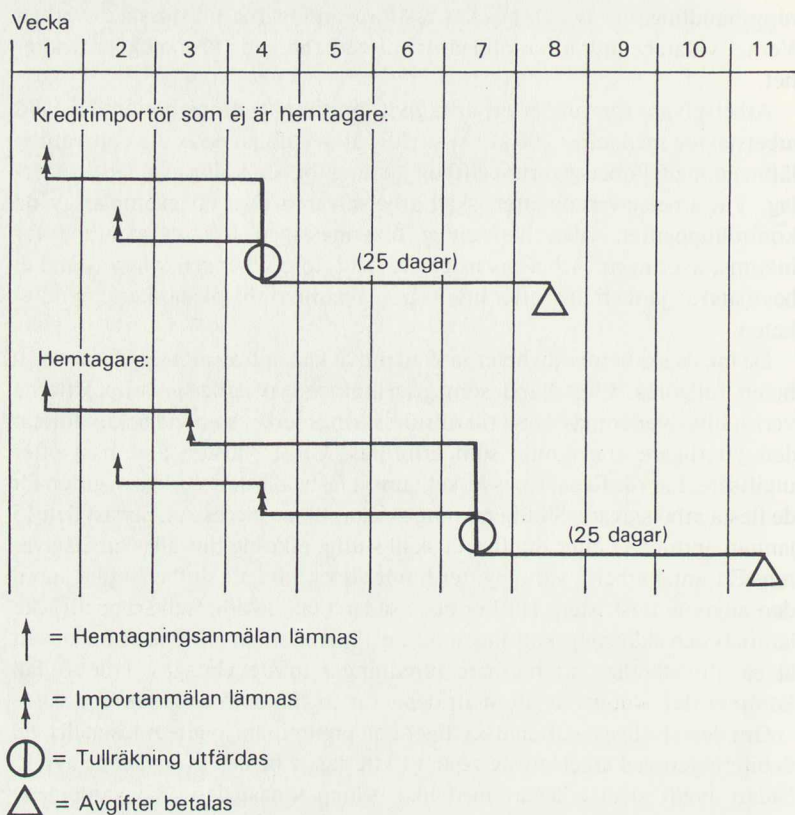 Vecka
1 2 3 4 5 6 7 8 9 10 11
Kreditimportör som ej är hemtagare:
(25 dagar)
Hemtagare:
(25 dagar)
= Hemtagningsanmälan lämnas
= Importanmälan lämnas
= Tullräkning utfärdas
= Avgifter betalas